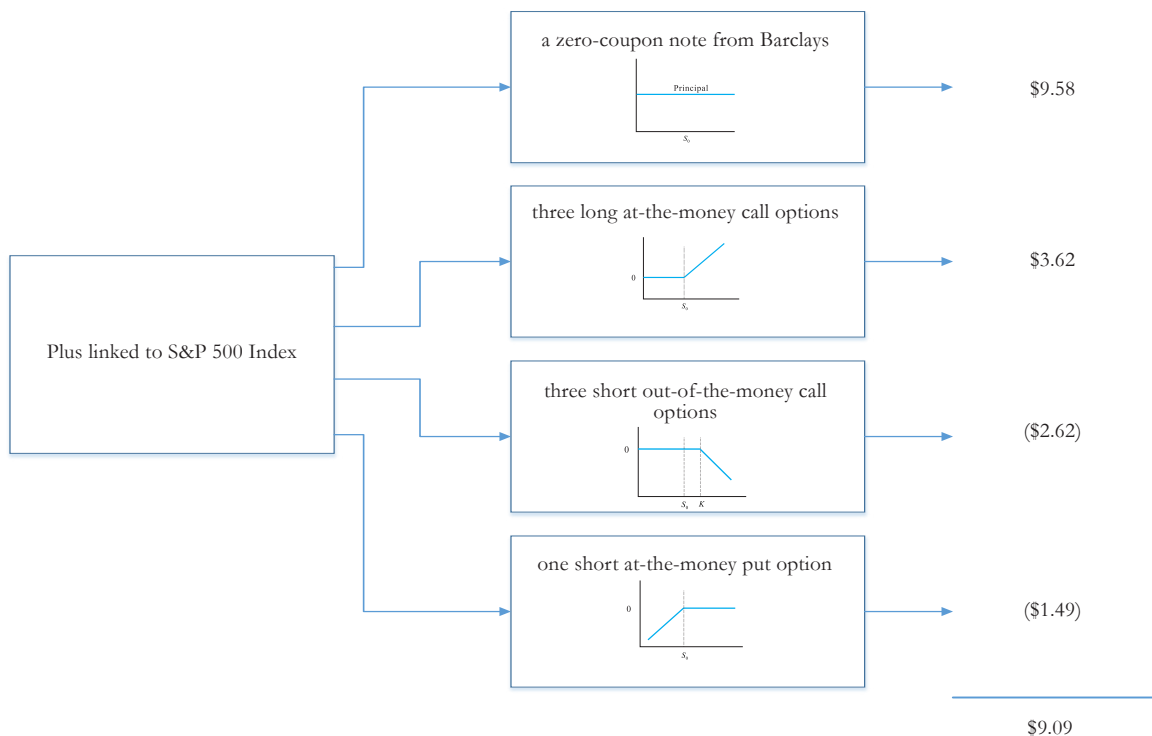 a zero-coupon note from Barclays
Principal
S₀
$9.58
three long at-the-money call options
0
S₀
$3.62
Plus linked to S&P 500 Index
three short out-of-the-money call
options
0
S₀ K
($2.62)
one short at-the-money put option
0
S₀
($1.49)
$9.09